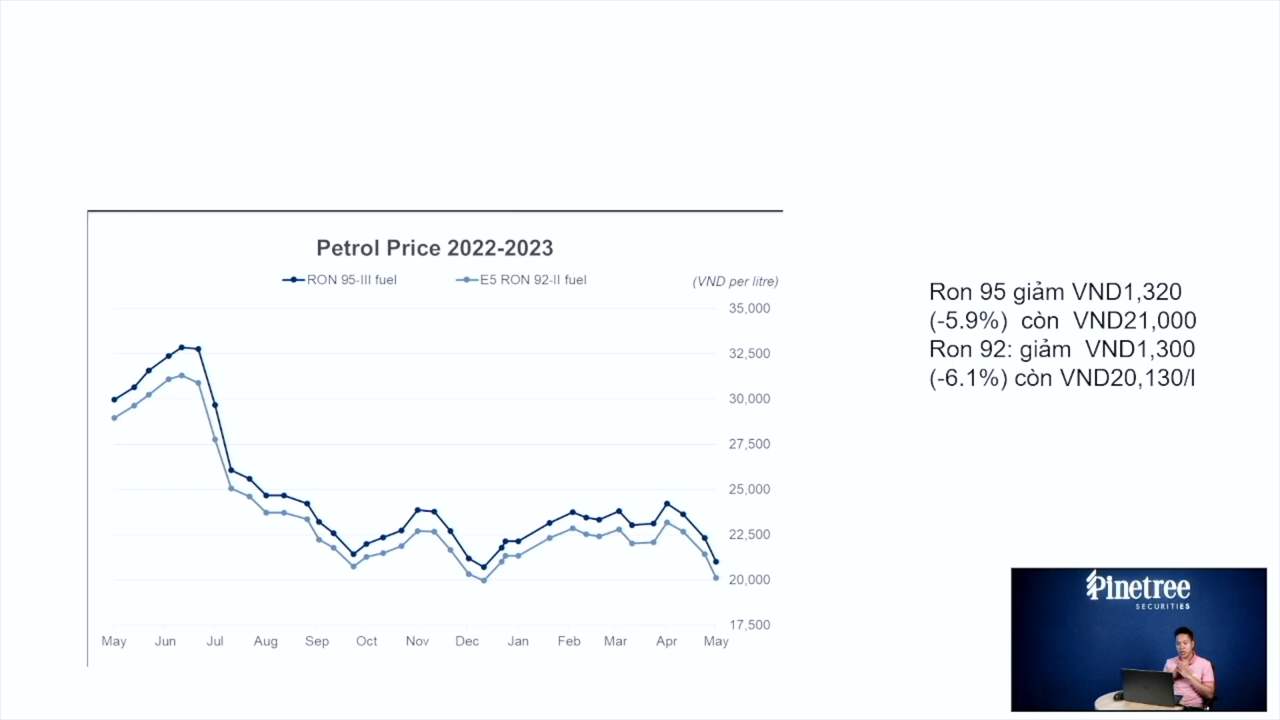 Petrol Price 2022-2023
RON 95-III fuel
E5 RON 92-II fuel
(VND per litre)
35,000
32,500
30,000
27,500
25,000
22,500
20,000
17,500
May Jun Jul Aug Sep Oct Nov Dec Jan Feb Mar Apr May
Ron 95 giảm VND1,320
(-5.9%) còn VND21,000
Ron 92: giảm VND1,300
(-6.1%) còn VND20,130/l
Pinetree
SECURITIES